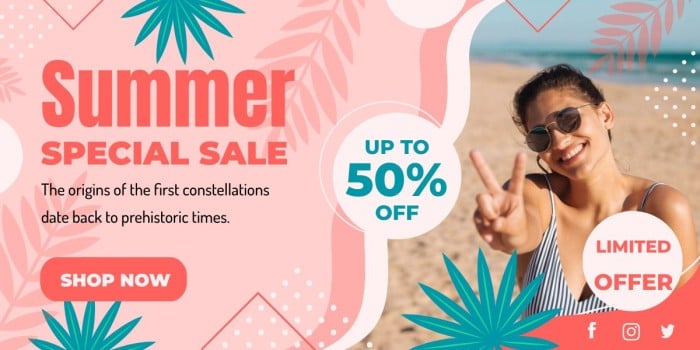 Summer
SPECIAL SALE
The origins of the first constellations
date back to prehistoric times.
SHOP NOW
UP TO
50%
OFF
LIMITED
OFFER